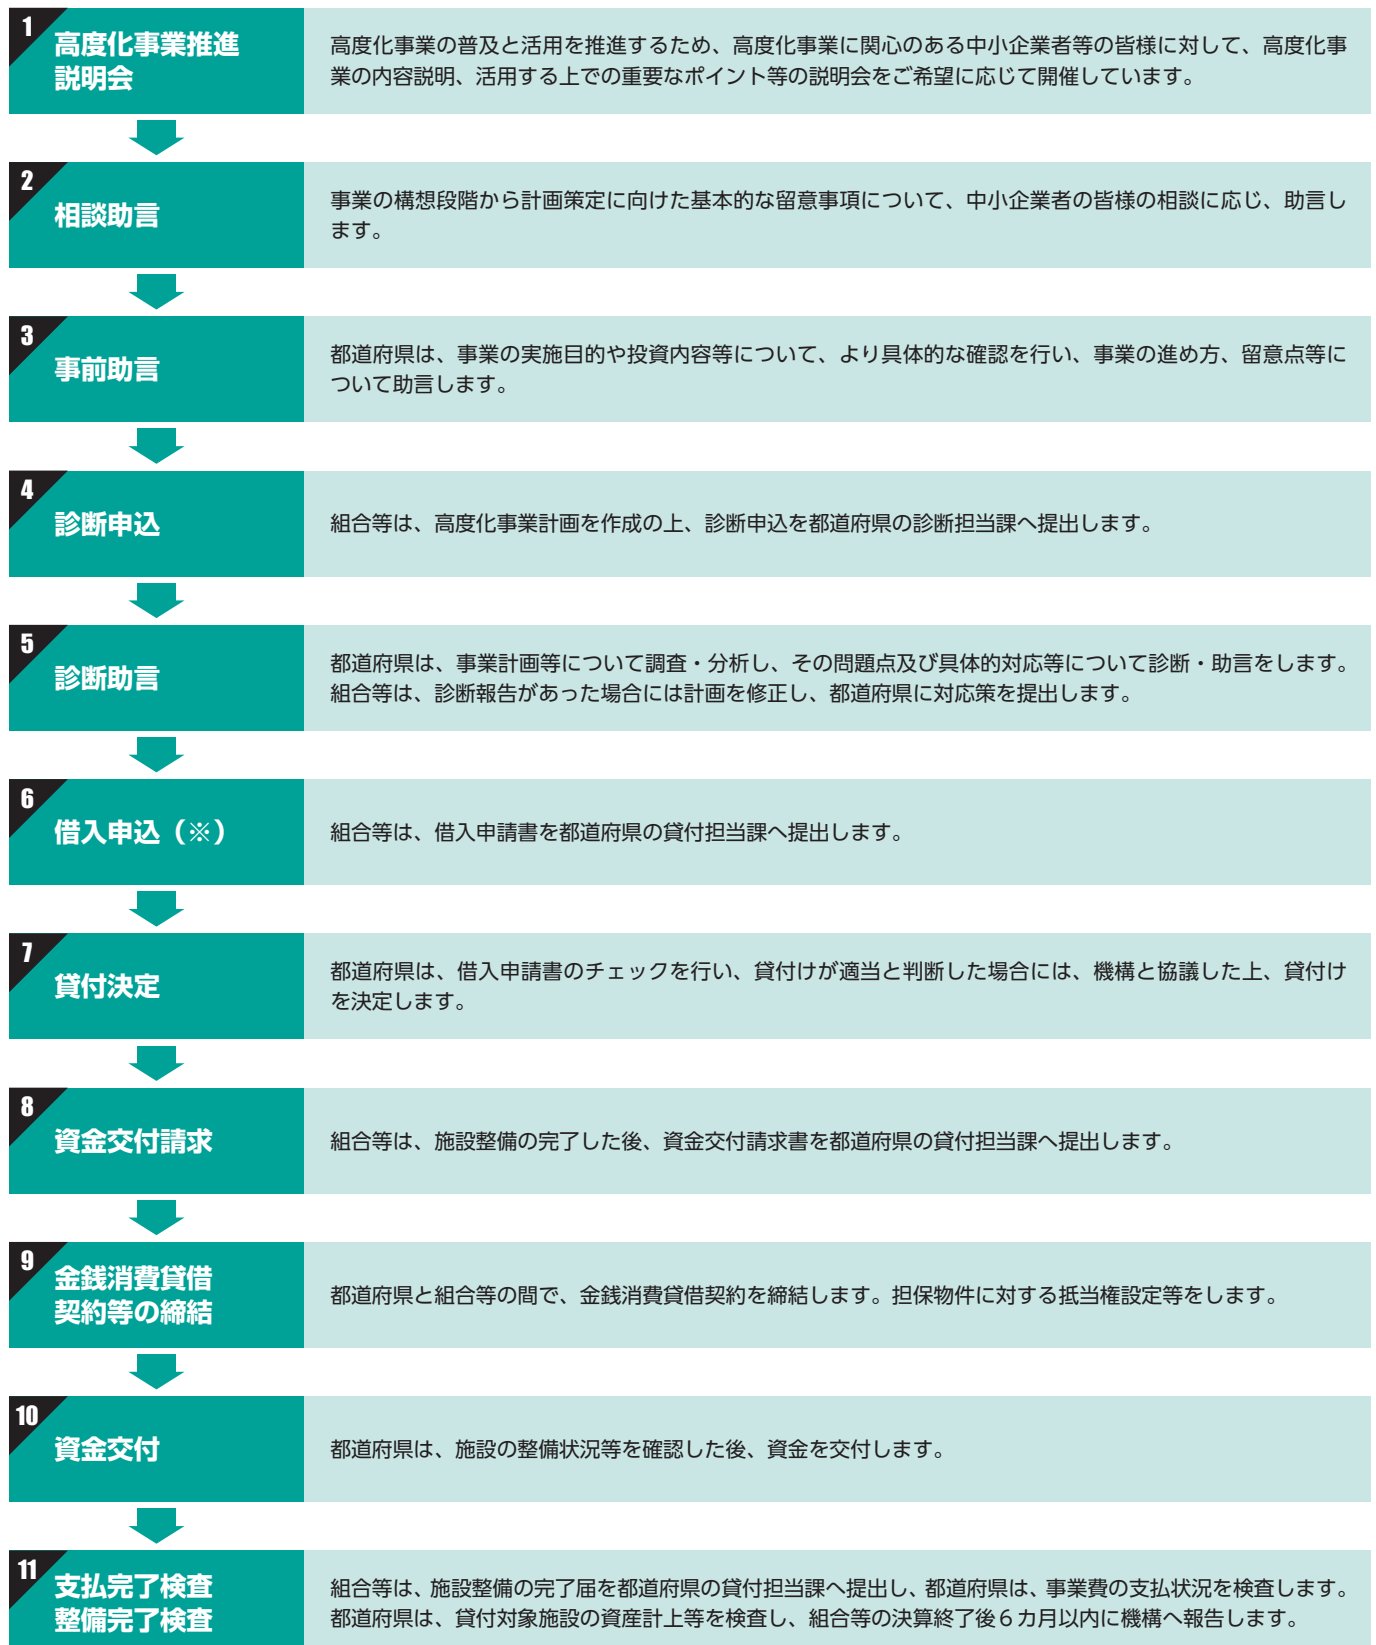 1
高度化事業推進
説明会
高度化事業の普及と活用を推進するため、高度化事業に関心のある中小企業者等の皆様に対して、高度化事
業の内容説明、活用する上での重要なポイント等の説明会をご希望に応じて開催しています。
2
相談助言
事業の構想段階から計画策定に向けた基本的な留意事項について、中小企業者の皆様の相談に応じ、助言し
ます。
3
事前助言
都道府県は、事業の実施目的や投資内容等について、より具体的な確認を行い、事業の進め方、留意点等に
ついて助言します。
4
診断申込
組合等は、高度化事業計画を作成の上、診断申込を都道府県の診断担当課へ提出します。
5
診断助言
都道府県は、事業計画等について調査・分析し、その問題点及び具体的対応等について診断・助言をします。
組合等は、診断報告があった場合には計画を修正し、都道府県に対応策を提出します。
6
借入申込（※）
組合等は、借入申請書を都道府県の貸付担当課へ提出します。
7
貸付決定
都道府県は、借入申請書のチェックを行い、貸付けが適当と判断した場合には、機構と協議した上、貸付け
を決定します。
8
資金交付請求
組合等は、施設整備の完了した後、資金交付請求書を都道府県の貸付担当課へ提出します。
9
金銭消費貸借
契約等の締結
都道府県と組合等の間で、金銭消費貸借契約を締結します。担保物件に対する抵当権設定等をします。
10
資金交付
都道府県は、施設の整備状況等を確認した後、資金を交付します。
11
支払完了検査
整備完了検査
組合等は、施設整備の完了届を都道府県の貸付担当課へ提出し、都道府県は、事業費の支払状況を検査します。
都道府県は、貸付対象施設の資産計上等を検査し、組合等の決算終了後６カ月以内に機構へ報告します。